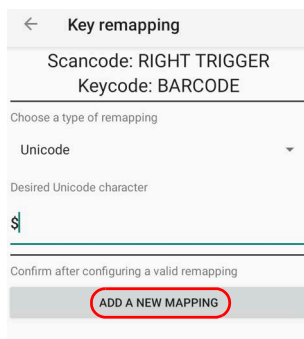 Key remapping
Scancode: RIGHT TRIGGER
Keycode: BARCODE
Choose a type of remapping
Unicode
Desired Unicode character
$
Confirm after configuring a valid remapping
ADD A NEW MAPPING